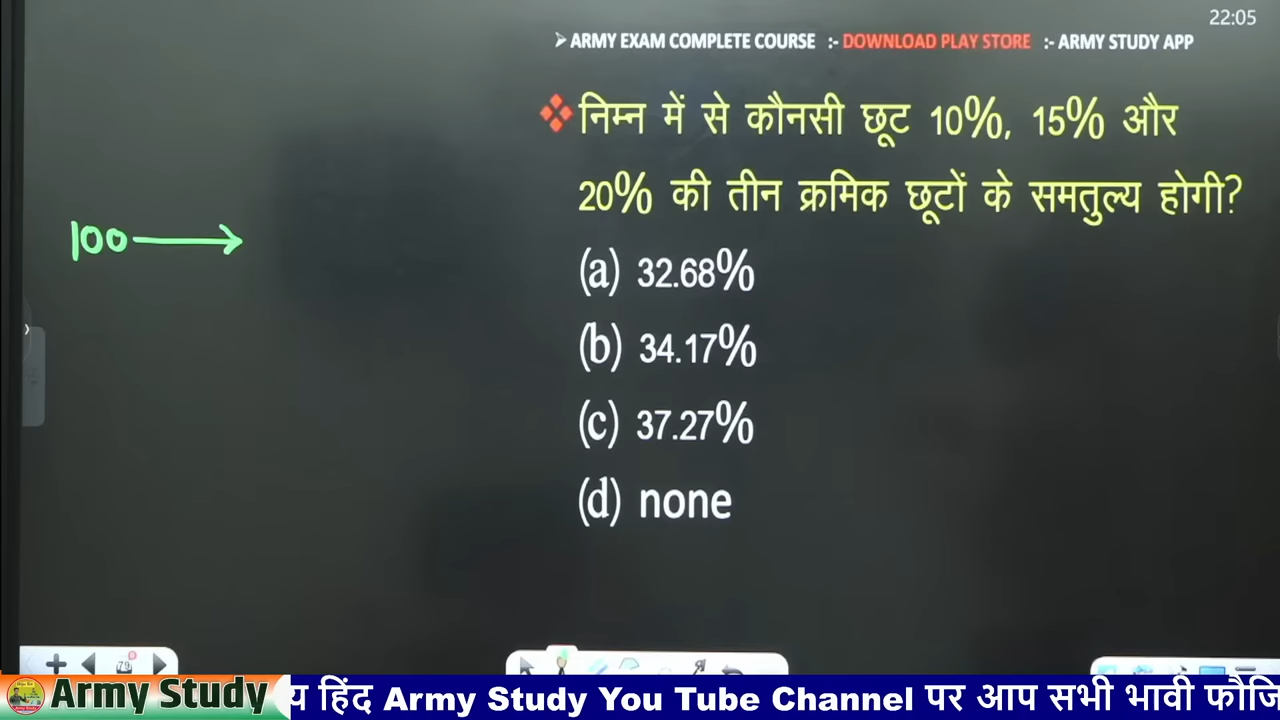 22:05
➢ ARMY EXAM COMPLETE COURSE :- DOWNLOAD PLAY STORE :- ARMY STUDY APP
❖ निम्न में से कौनसी छूट 10%, 15% और
20% की तीन क्रमिक छूटों के समतुल्य होगी?
100 →
(a) 32.68%
(b) 34.17%
(c) 37.27%
(d) none
79
Army Study
य हिंद Army Study You Tube Channel पर आप सभी भावी फौजि